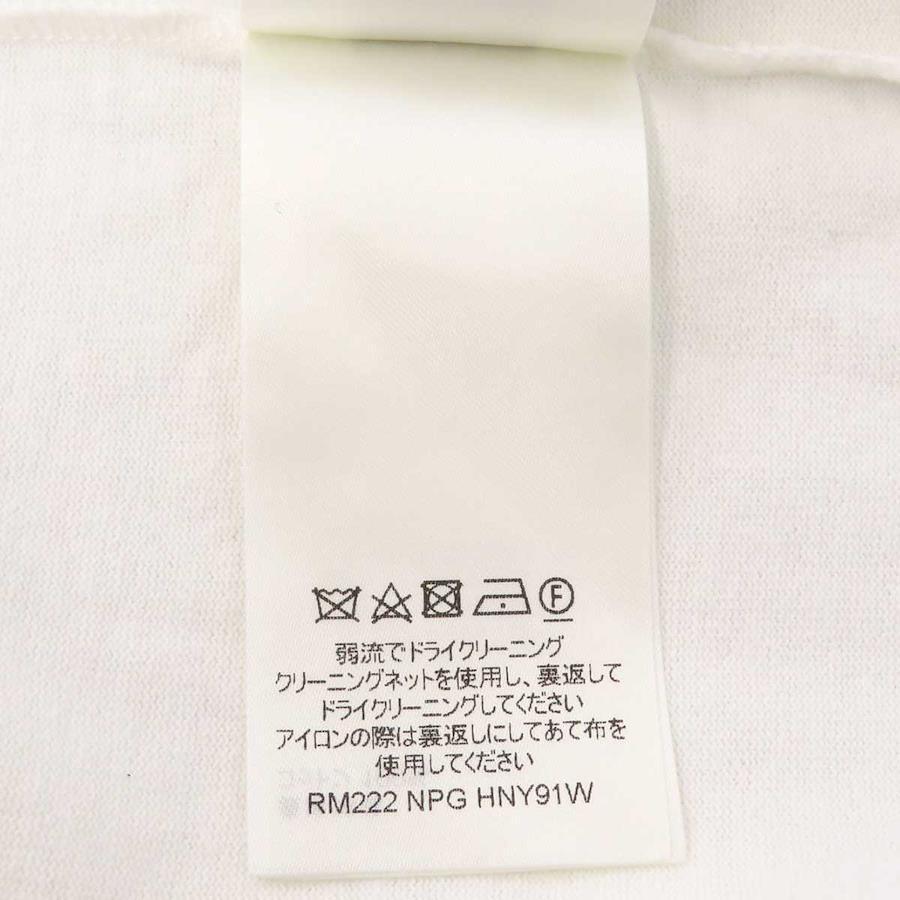 F
弱流でドライクリーニング
クリーニングネットを使用し、裏返して
ドライクリーニングしてください
アイロンの際は裏返しにしてあて布を
使用してください
RM222 NPG HNY91W